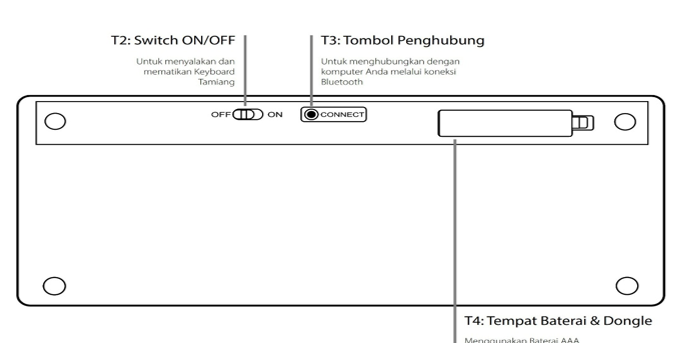 T2: Switch ON/OFF
Untuk menyalakan dan
mematikan Keyboard
Tamiang
T3: Tombol Penghubung
Untuk menghubungkan dengan
komputer Anda melalui koneksi
Bluetooth
OFF ON
CONNECT
T4: Tempat Baterai & Dongle
Menggunakan Baterai AAA